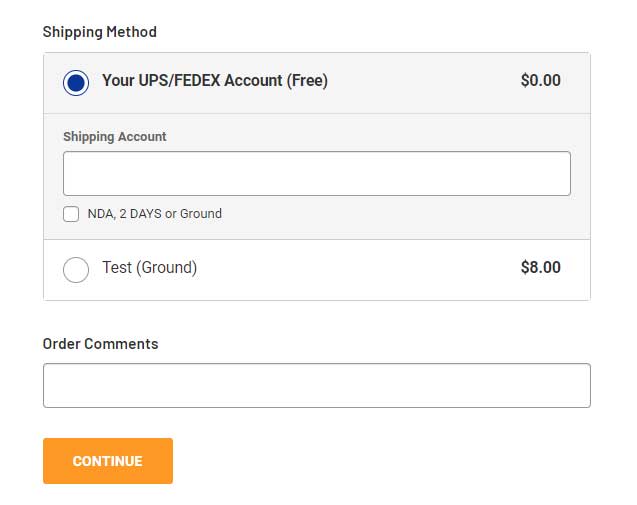 Shipping Method
Your UPS/FEDEX Account (Free) $0.00
Shipping Account
NDA, 2 DAYS or Ground
Test (Ground) $8.00
Order Comments
CONTINUE